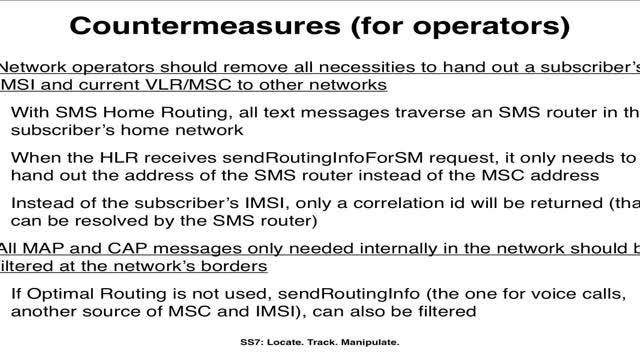 Countermeasures (for operators)
Network operators should remove all necessities to hand out a subscriber's
IMSI and current VLR/MSC to other networks
With SMS Home Routing, all text messages traverse an SMS router in th
subscriber's home network
When the HLR receives sendRoutingInfoForSM request, it only needs to
hand out the address of the SMS router instead of the MSC address
Instead of the subscriber's IMSI, only a correlation id will be returned (tha
can be resolved by the SMS router)
All MAP and CAP messages only needed internally in the network should b
filtered at the network's borders
If Optimal Routing is not used, sendRoutingInfo (the one for voice calls,
another source of MSC and IMSI), can also be filtered
SS7: Locate. Track. Manipulate.